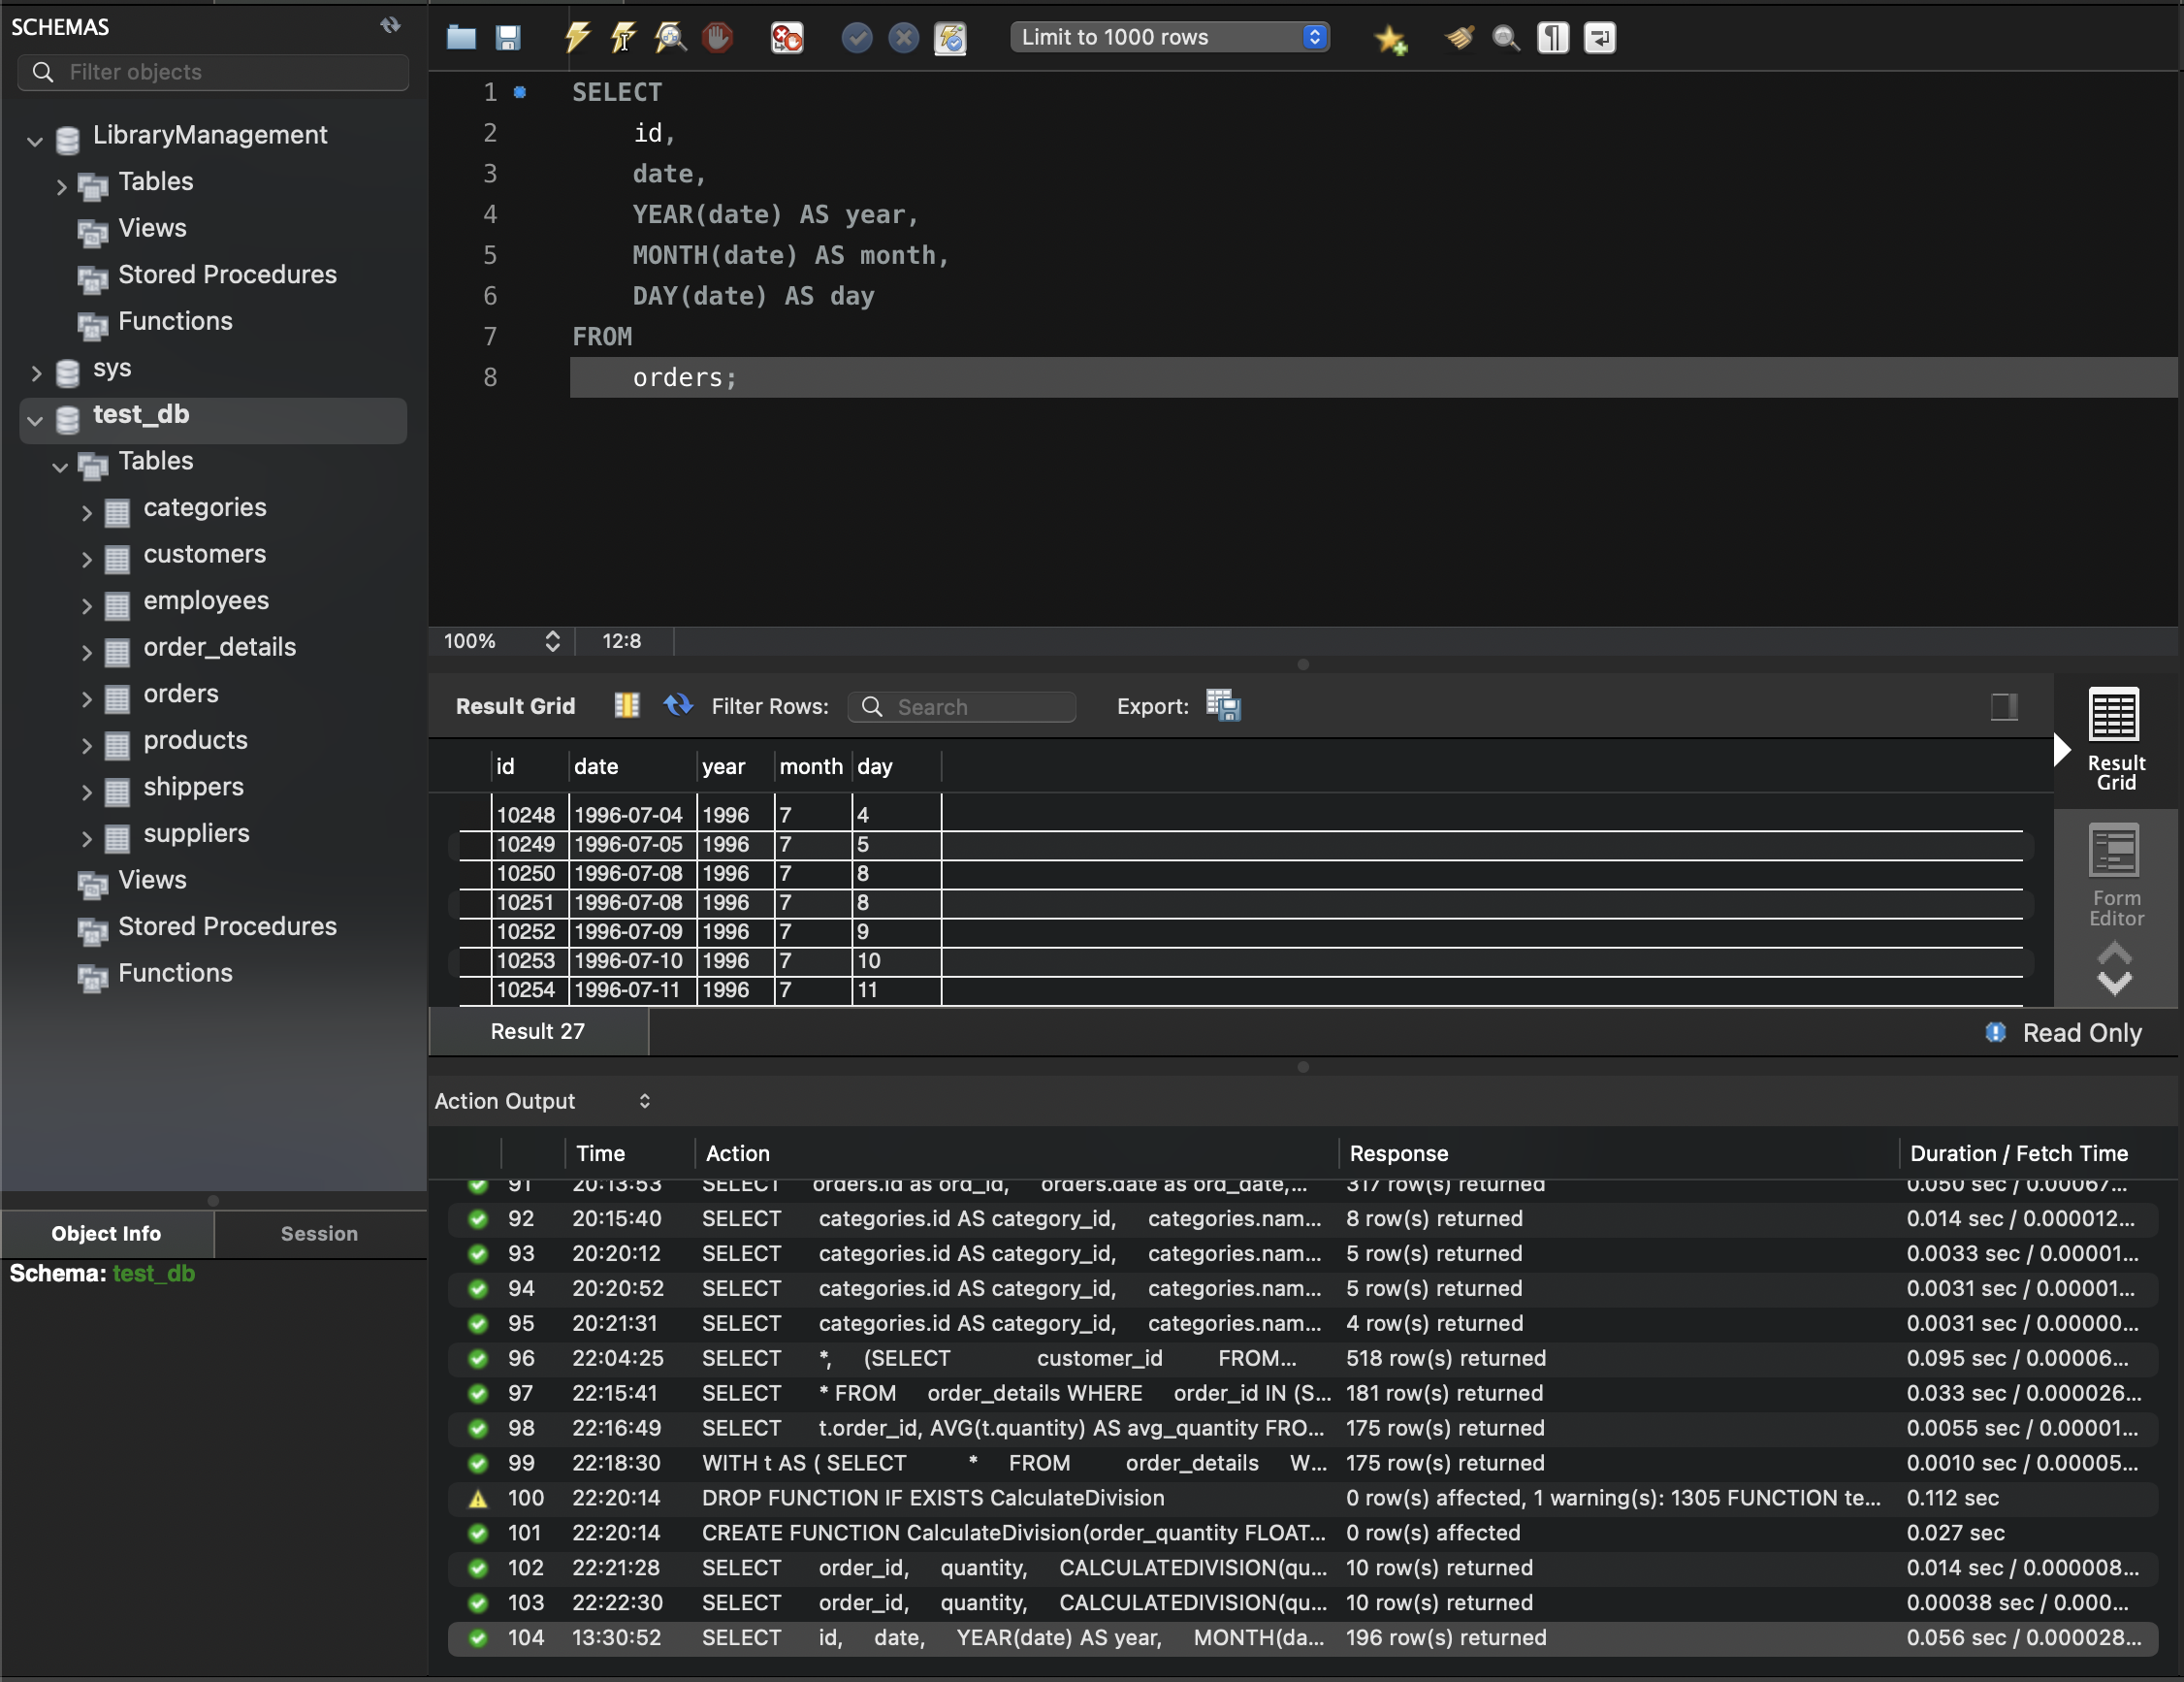 SCHEMAS
Filter objects
LibraryManagement
Tables
Views
Stored Procedures
Functions
sys
test_db
Tables
categories
customers
employees
order_details
orders
products
shippers
suppliers
Views
Stored Procedures
Functions
Object Info Session
Schema: test_db
Limit to 1000 rows
1 SELECT
2 id,
3 date,
4 YEAR(date) AS year,
5 MONTH(date) AS month,
6 DAY(date) AS day
7 FROM
8 orders;
100% 12:8
Result Grid Filter Rows: Search Export:
id date year month day
10248 1996-07-04 1996 7 4
10249 1996-07-05 1996 7 5
10250 1996-07-08 1996 7 8
10251 1996-07-08 1996 7 8
10252 1996-07-09 1996 7 9
10253 1996-07-10 1996 7 10
10254 1996-07-11 1996 7 11
Result
Grid
Form
Editor
Result 27 Read Only
Action Output
Time Action Response Duration / Fetch Time
91 20:13:53 SELECT orders.id as ord_id, orders.date as ord_date,... 317 row(s) returned 0.050 sec / 0.00067...
92 20:15:40 SELECT categories.id AS category_id, categories.nam... 8 row(s) returned 0.014 sec / 0.000012...
93 20:20:12 SELECT categories.id AS category_id, categories.nam... 5 row(s) returned 0.0033 sec / 0.00001...
94 20:20:52 SELECT categories.id AS category_id, categories.nam... 5 row(s) returned 0.0031 sec / 0.00001...
95 20:21:31 SELECT categories.id AS category_id, categories.nam... 4 row(s) returned 0.0031 sec / 0.00000...
96 22:04:25 SELECT *, (SELECT customer_id FROM... 518 row(s) returned 0.095 sec / 0.00006...
97 22:15:41 SELECT * FROM order_details WHERE order_id IN (S... 181 row(s) returned 0.033 sec / 0.000026...
98 22:16:49 SELECT t.order_id, AVG(t.quantity) AS avg_quantity FRO... 175 row(s) returned 0.0055 sec / 0.00001...
99 22:18:30 WITH t AS ( SELECT * FROM order_details W... 175 row(s) returned 0.0010 sec / 0.00005...
100 22:20:14 DROP FUNCTION IF EXISTS CalculateDivision 0 row(s) affected, 1 warning(s): 1305 FUNCTION te... 0.112 sec
101 22:20:14 CREATE FUNCTION CalculateDivision(order_quantity FLOAT... 0 row(s) affected 0.027 sec
102 22:21:28 SELECT order_id, quantity, CALCULATEDIVISION(qu... 10 row(s) returned 0.014 sec / 0.000008...
103 22:22:30 SELECT order_id, quantity, CALCULATEDIVISION(qu... 10 row(s) returned 0.00038 sec / 0.000...
104 13:30:52 SELECT id, date, YEAR(date) AS year, MONTH(da... 196 row(s) returned 0.056 sec / 0.000028...